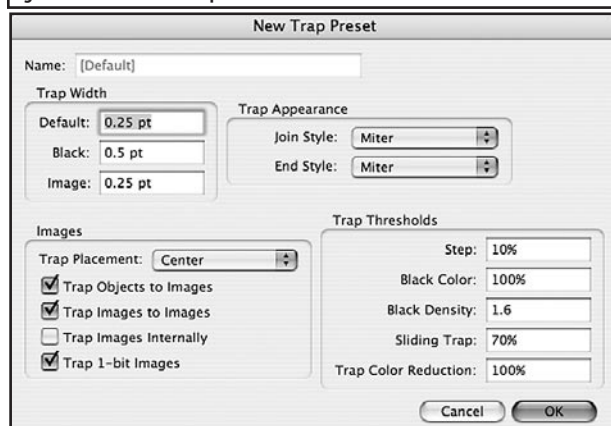 New Trap Preset
Name: [Default]
Trap Width
Default: 0.25 pt
Black: 0.5 pt
Image: 0.25 pt
Trap Appearance
Join Style: Miter
End Style: Miter
Images
Trap Placement: Center
Trap Objects to Images
Trap Images to Images
Trap Images Internally
Trap 1-bit Images
Trap Thresholds
Step: 10%
Black Color: 100%
Black Density: 1.6
Sliding Trap: 70%
Trap Color Reduction: 100%
Cancel
OK